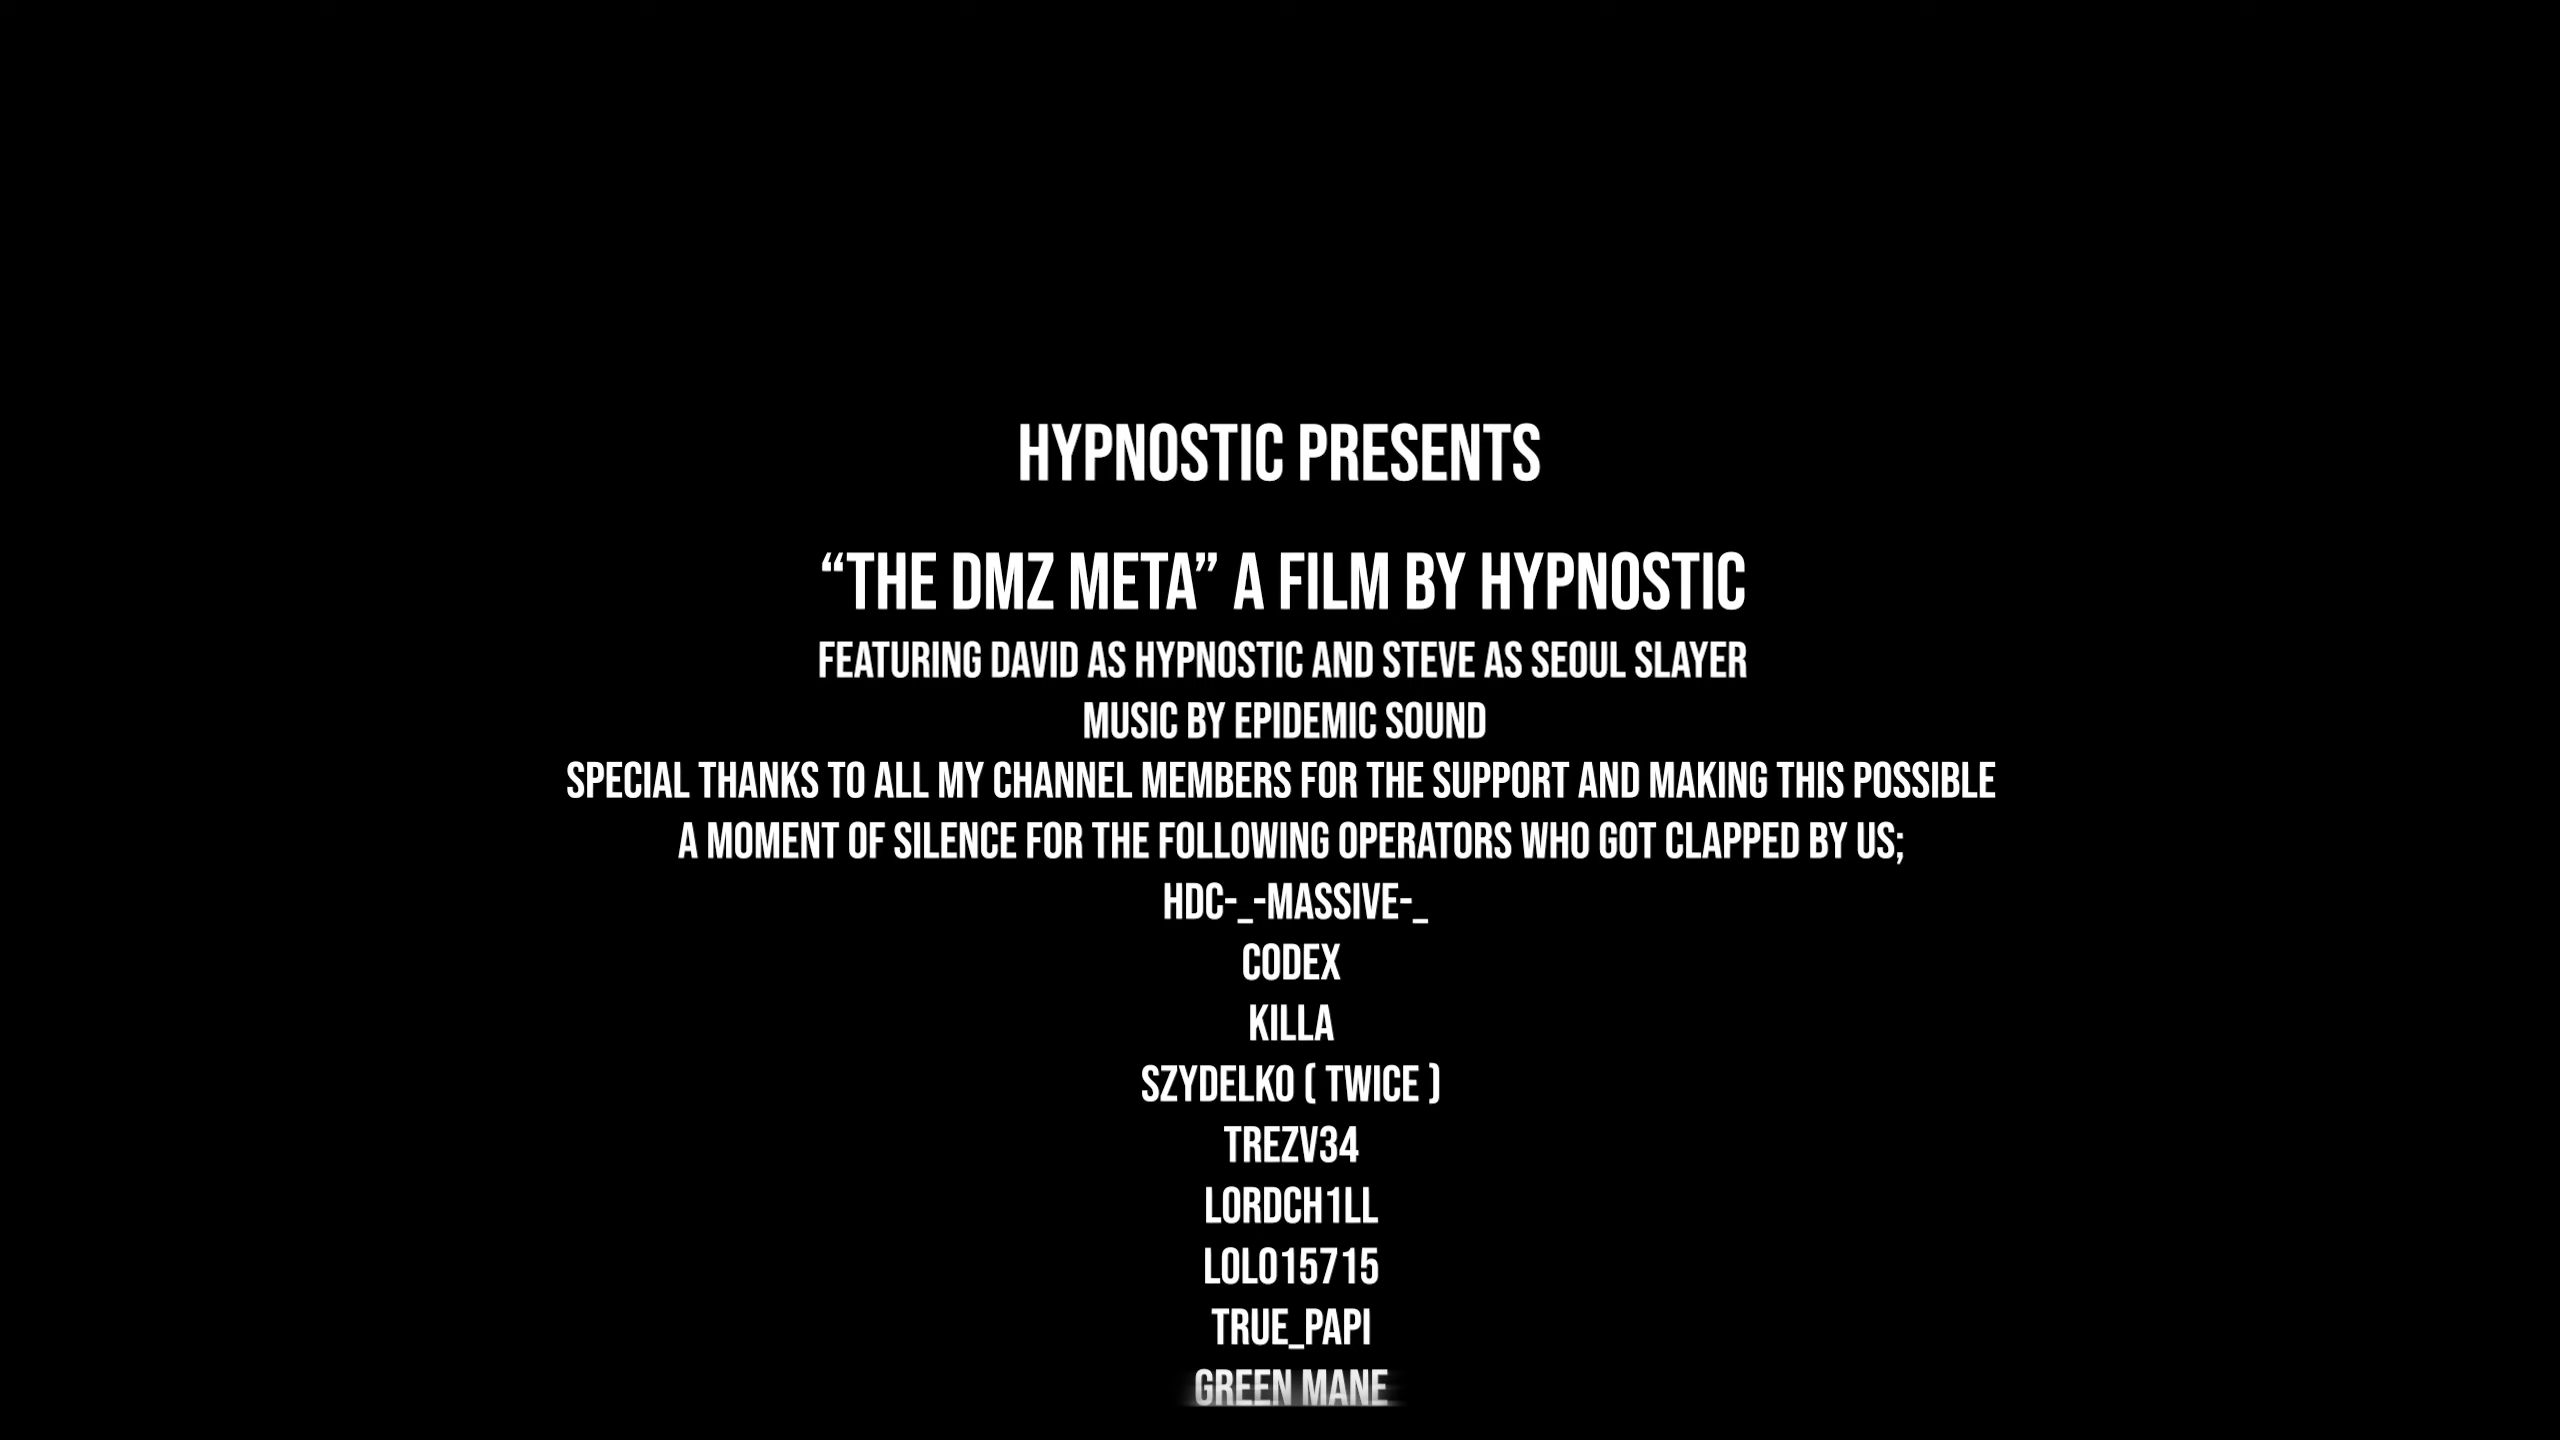 HYPNOSTIC PRESENTS
“THE DMZ META” A FILM BY HYPNOSTIC
FEATURING DAVID AS HYPNOSTIC AND STEVE AS SEOUL SLAYER
MUSIC BY EPIDEMIC SOUND
SPECIAL THANKS TO ALL MY CHANNEL MEMBERS FOR THE SUPPORT AND MAKING THIS POSSIBLE
A MOMENT OF SILENCE FOR THE FOLLOWING OPERATORS WHO GOT CLAPPED BY US;
HDC-_-MASSIVE-_
CODEX
KILLA
SZYDELKO ( TWICE )
TREZV34
LORDCH1LL
LOLO15715
TRUE_PAPI
GREEN MANE